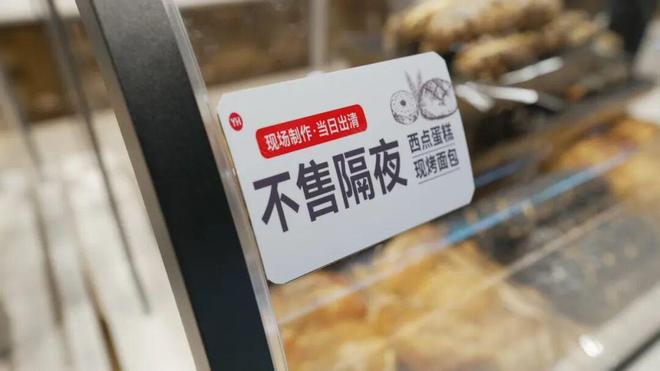 YH
现场制作·当日出清
不售隔夜
西点蛋糕
现烤面包